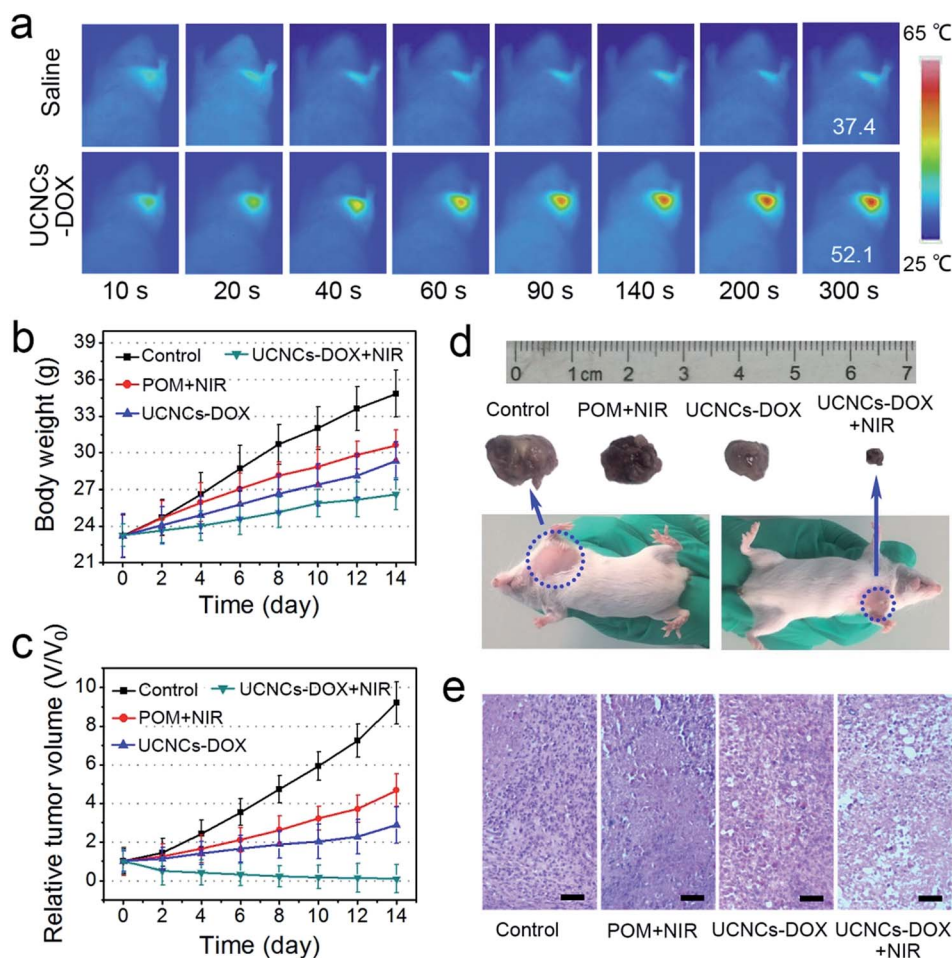 a
Saline
UCNCs
-DOX
37.4
52.1
65 ℃
25 ℃
10 s 20 s 40 s 60 s 90 s 140 s 200 s 300 s
b
Body weight (g)
39
36
33
30
27
24
21
Control UCNCs-DOX+NIR
POM+NIR
UCNCs-DOX
0 2 4 6 8 10 12 14
Time (day)
c
Relative tumor volume (V/V₀)
10
8
6
4
2
0
Control UCNCs-DOX+NIR
POM+NIR
UCNCs-DOX
0 2 4 6 8 10 12 14
Time (day)
d
0 1 cm 2 3 4 5 6 7
Control POM+NIR UCNCs-DOX UCNCs-DOX
+NIR
e
Control POM+NIR UCNCs-DOX UCNCs-DOX
+NIR